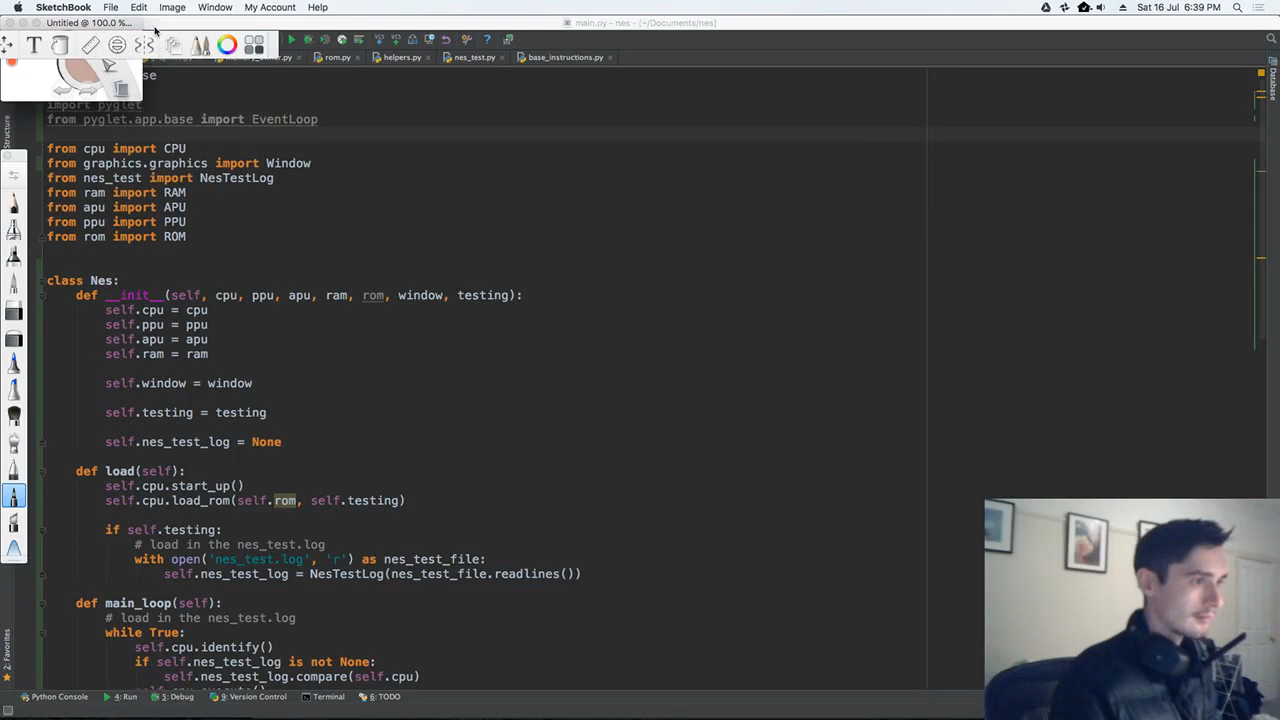 SketchBook File Edit Image Window My Account Help
Sat 16 Jul 6:39 PM
Untitled @ 100.0 %...
main.py - nes - [~/Documents/nes]
rom.py
helpers.py
nes_test.py
base_instructions.py
import pyglet
from pyglet.app.base import EventLoop
from cpu import CPU
from graphics.graphics import Window
from nes_test import NesTestLog
from ram import RAM
from apu import APU
from ppu import PPU
from rom import ROM
class Nes:
def __init__(self, cpu, ppu, apu, ram, rom, window, testing):
self.cpu = cpu
self.ppu = ppu
self.apu = apu
self.ram = ram
self.window = window
self.testing = testing
self.nes_test_log = None
def load(self):
self.cpu.start_up()
self.cpu.load_rom(self.rom, self.testing)
if self.testing:
# load in the nes_test.log
with open('nes_test.log', 'r') as nes_test_file:
self.nes_test_log = NesTestLog(nes_test_file.readlines())
def main_loop(self):
# load in the nes_test.log
while True:
self.cpu.identify()
if self.nes_test_log is not None:
self.nes_test_log.compare(self.cpu)
Structure
2: Favorites
Database
Python Console 4: Run 5: Debug 9: Version Control Terminal 6: TODO